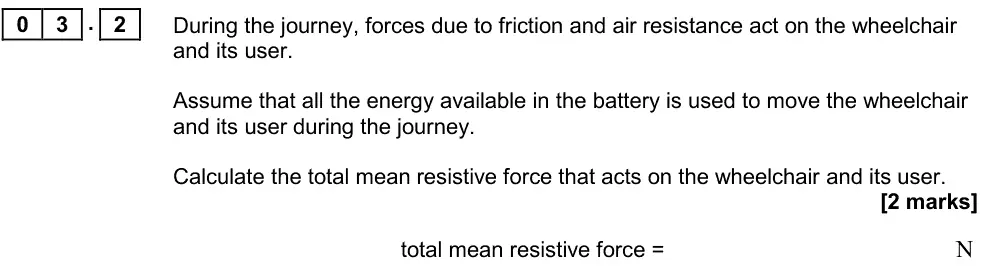 0 3 . 2 During the journey, forces due to friction and air resistance act on the wheelchair
and its user.
Assume that all the energy available in the battery is used to move the wheelchair
and its user during the journey.
Calculate the total mean resistive force that acts on the wheelchair and its user.
[2 marks]
total mean resistive force = N